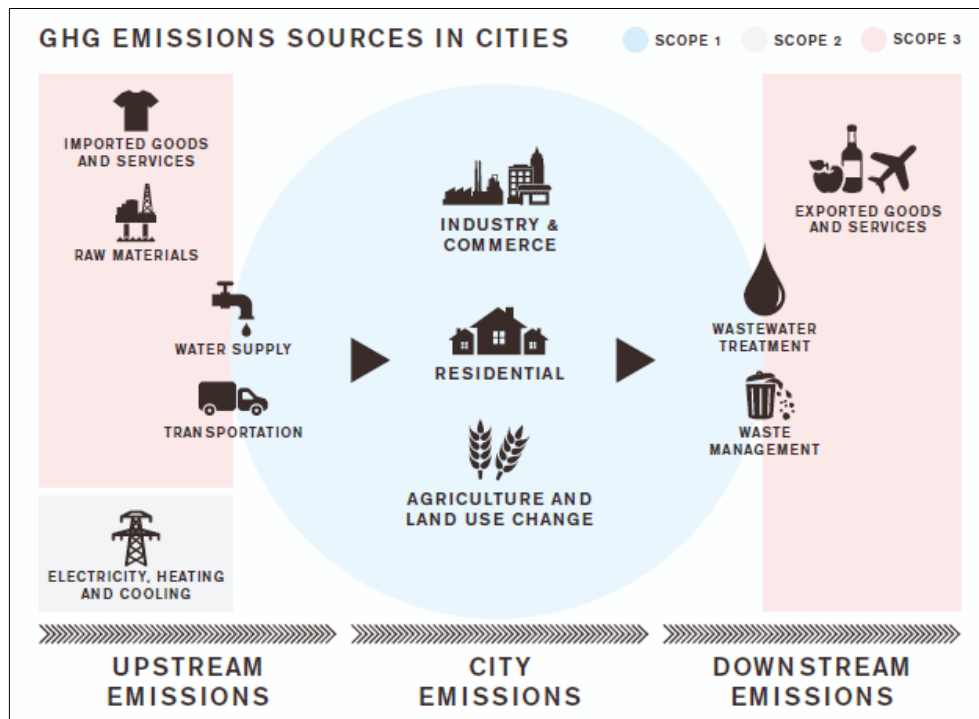 GHG EMISSIONS SOURCES IN CITIES
SCOPE 1
SCOPE 2
SCOPE 3
IMPORTED GOODS
AND SERVICES
RAW MATERIALS
WATER SUPPLY
TRANSPORTATION
ELECTRICITY, HEATING
AND COOLING
INDUSTRY &
COMMERCE
RESIDENTIAL
AGRICULTURE AND
LAND USE CHANGE
EXPORTED GOODS
AND SERVICES
WASTEWATER
TREATMENT
WASTE
MANAGEMENT
UPSTREAM
EMISSIONS
CITY
EMISSIONS
DOWNSTREAM
EMISSIONS